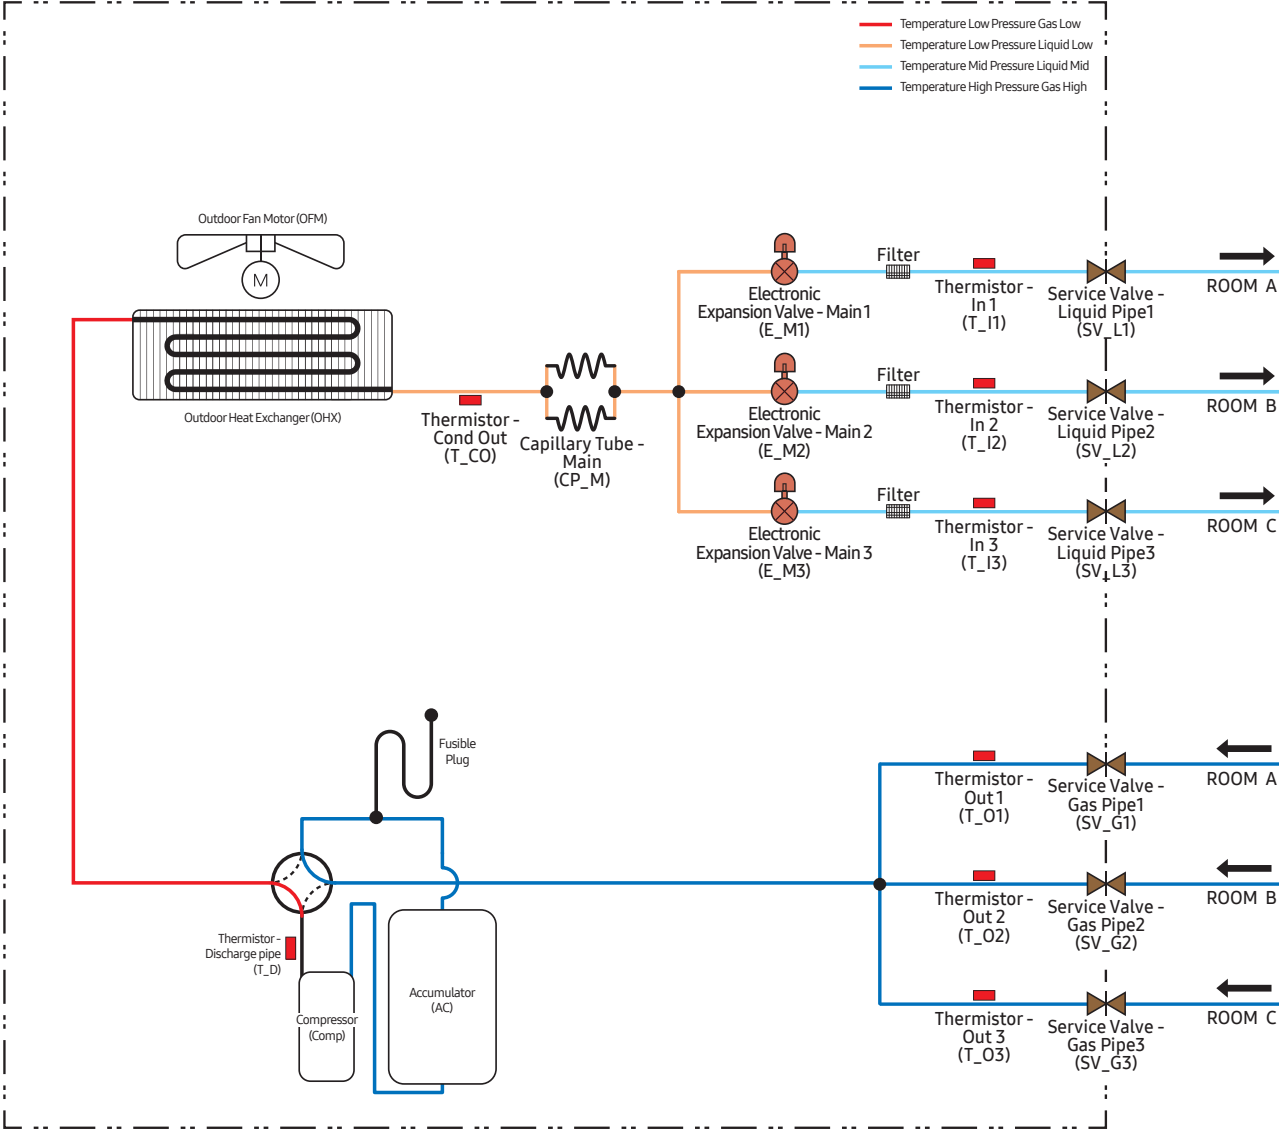 Temperature Low Pressure Gas Low
Temperature Low Pressure Liquid Low
Temperature Mid Pressure Liquid Mid
Temperature High Pressure Gas High
Outdoor Fan Motor (OFM)
M
Outdoor Heat Exchanger (OHX)
Thermistor -
Cond Out
(T_CO)
Capillary Tube -
Main
(CP_M)
Electronic
Expansion Valve - Main 1
(E_M1)
Filter
Thermistor -
In 1
(T_I1)
Service Valve -
Liquid Pipe1
(SV_L1)
ROOM A
Electronic
Expansion Valve - Main 2
(E_M2)
Filter
Thermistor -
In 2
(T_I2)
Service Valve -
Liquid Pipe2
(SV_L2)
ROOM B
Electronic
Expansion Valve - Main 3
(E_M3)
Filter
Thermistor -
In 3
(T_I3)
Service Valve -
Liquid Pipe3
(SV_L3)
ROOM C
Fusible
Plug
Thermistor -
Discharge pipe
(T_D)
Compressor
(Comp)
Accumulator
(AC)
Thermistor -
Out 1
(T_O1)
Service Valve -
Gas Pipe1
(SV_G1)
ROOM A
Thermistor -
Out 2
(T_O2)
Service Valve -
Gas Pipe2
(SV_G2)
ROOM B
Thermistor -
Out 3
(T_O3)
Service Valve -
Gas Pipe3
(SV_G3)
ROOM C